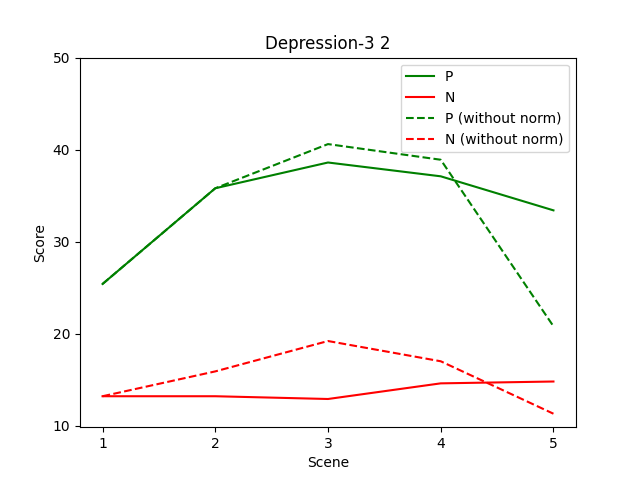 Depression-3 2
P
N
P (without norm)
N (without norm)
50
40
30
20
10
Score
1 2 3 4 5
Scene